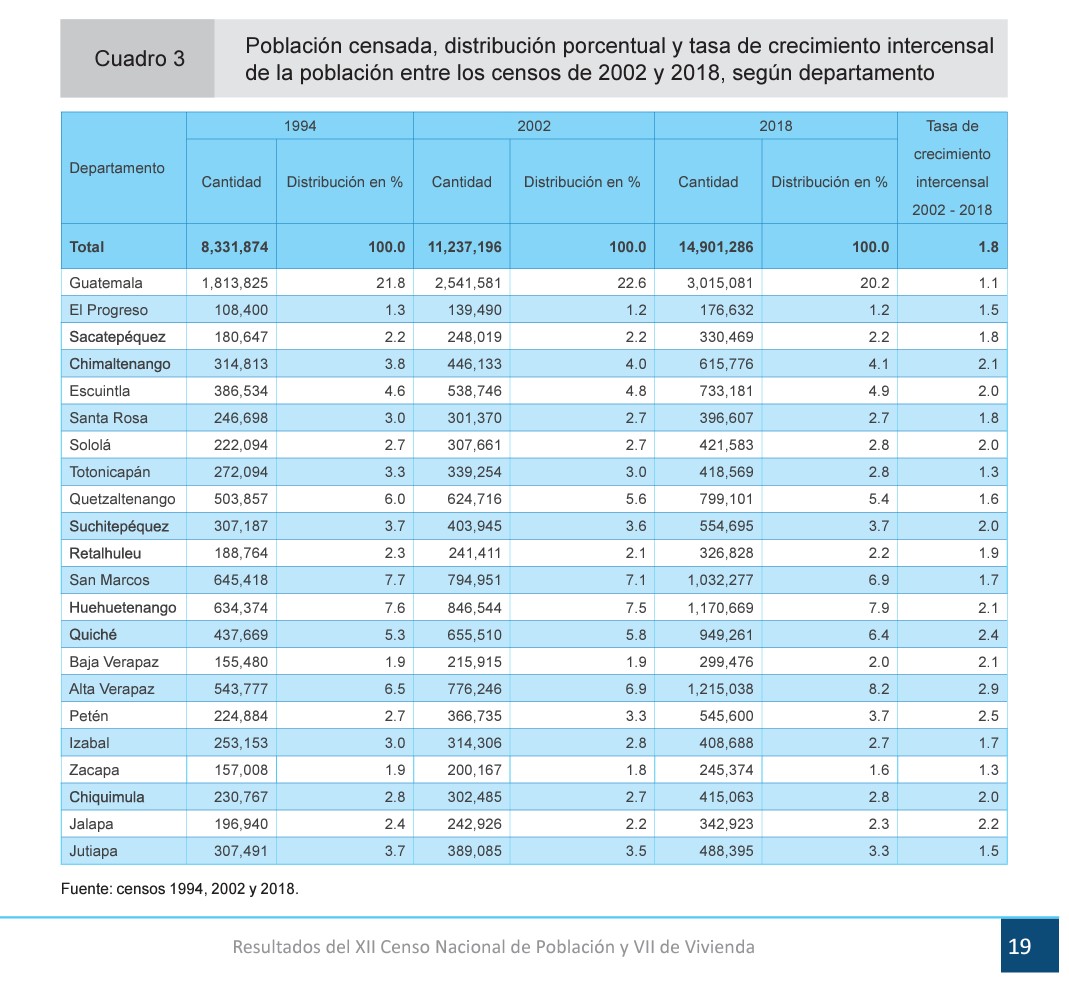 Cuadro 3
Población censada, distribución porcentual y tasa de crecimiento intercensal
de la población entre los censos de 2002 y 2018, según departamento
Departamento 1994 2002 2018 Tasa de crecimiento intercensal 2002 - 2018
Cantidad Distribución en % Cantidad Distribución en % Cantidad Distribución en %
Total 8,331,874 100.0 11,237,196 100.0 14,901,286 100.0 1.8
Guatemala 1,813,825 21.8 2,541,581 22.6 3,015,081 20.2 1.1
El Progreso 108,400 1.3 139,490 1.2 176,632 1.2 1.5
Sacatepéquez 180,647 2.2 248,019 2.2 330,469 2.2 1.8
Chimaltenango 314,813 3.8 446,133 4.0 615,776 4.1 2.1
Escuintla 386,534 4.6 538,746 4.8 733,181 4.9 2.0
Santa Rosa 246,698 3.0 301,370 2.7 396,607 2.7 1.8
Sololá 222,094 2.7 307,661 2.7 421,583 2.8 2.0
Totonicapán 272,094 3.3 339,254 3.0 418,569 2.8 1.3
Quetzaltenango 503,857 6.0 624,716 5.6 799,101 5.4 1.6
Suchitepéquez 307,187 3.7 403,945 3.6 554,695 3.7 2.0
Retalhuleu 188,764 2.3 241,411 2.1 326,828 2.2 1.9
San Marcos 645,418 7.7 794,951 7.1 1,032,277 6.9 1.7
Huehuetenango 634,374 7.6 846,544 7.5 1,170,669 7.9 2.1
Quiché 437,669 5.3 655,510 5.8 949,261 6.4 2.4
Baja Verapaz 155,480 1.9 215,915 1.9 299,476 2.0 2.1
Alta Verapaz 543,777 6.5 776,246 6.9 1,215,038 8.2 2.9
Petén 224,884 2.7 366,735 3.3 545,600 3.7 2.5
Izabal 253,153 3.0 314,306 2.8 408,688 2.7 1.7
Zacapa 157,008 1.9 200,167 1.8 245,374 1.6 1.3
Chiquimula 230,767 2.8 302,485 2.7 415,063 2.8 2.0
Jalapa 196,940 2.4 242,926 2.2 342,923 2.3 2.2
Jutiapa 307,491 3.7 389,085 3.5 488,395 3.3 1.5
Fuente: censos 1994, 2002 y 2018.
Resultados del XII Censo Nacional de Población y VII de Vivienda 19